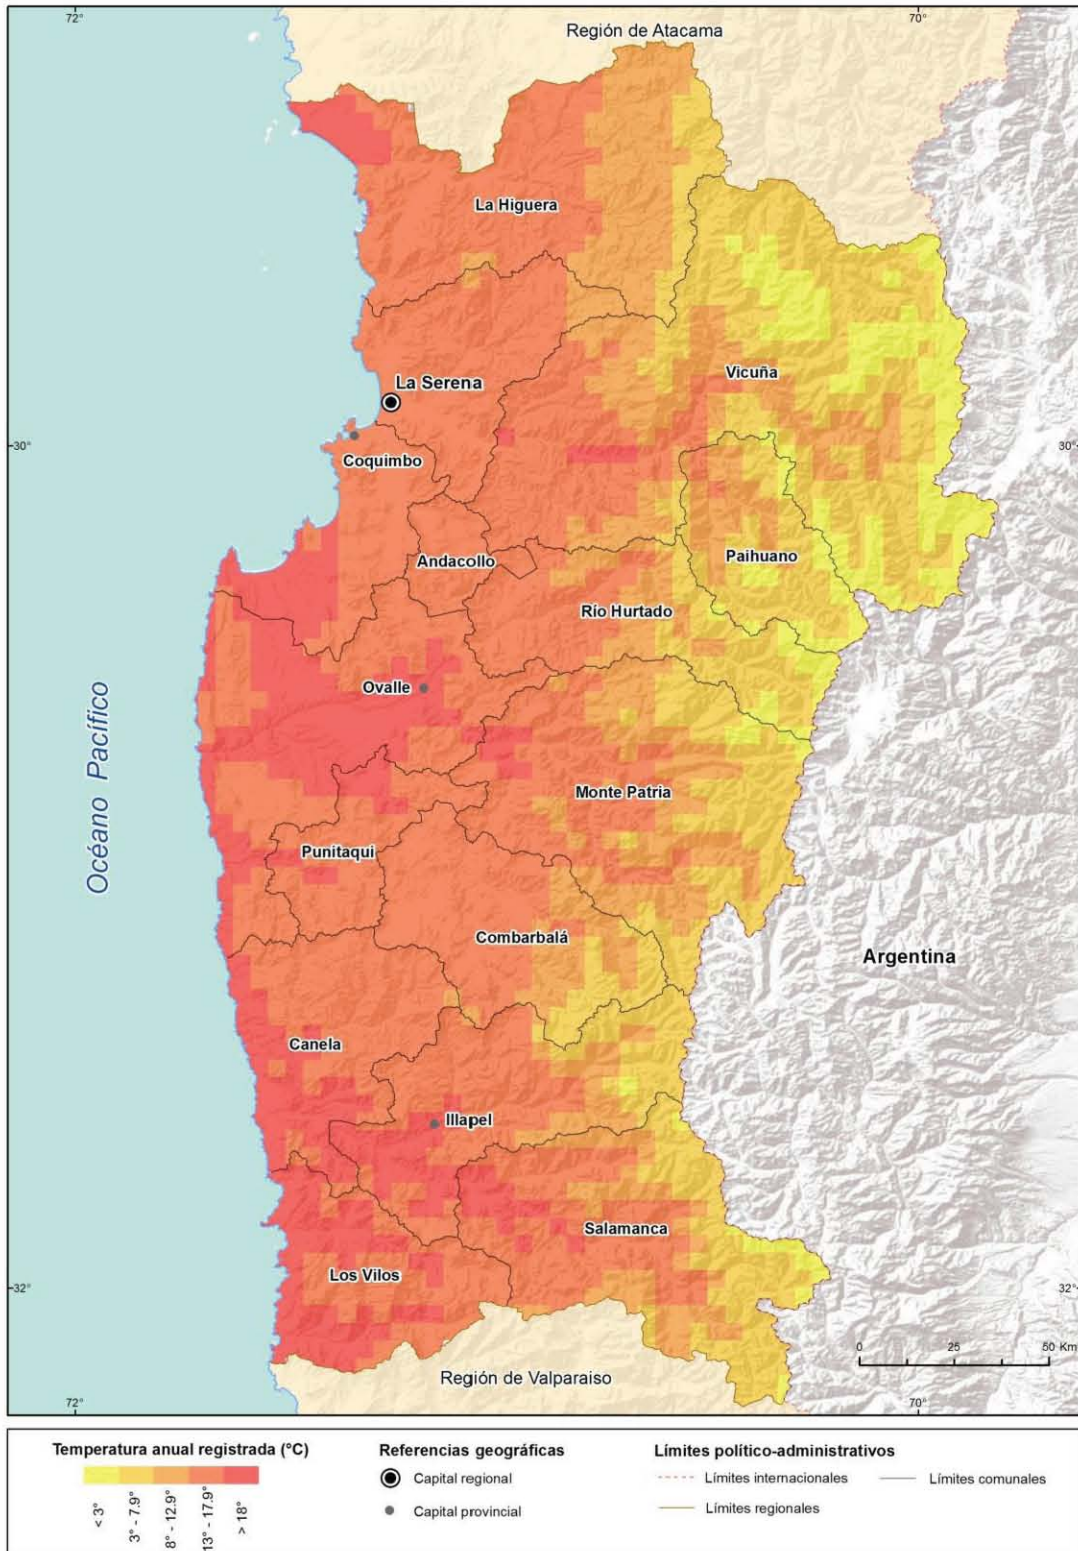 72°
70°
Región de Atacama
La Higuera
Vicuña
La Serena
30°
30°
Coquimbo
Andacollo
Paihuano
Río Hurtado
Ovalle
Océano Pacífico
Monte Patria
Punitaqui
Combarbalá
Argentina
Canela
Illapel
Salamanca
Los Vilos
32°
32°
0 25 50 Km
Región de Valparaiso
72°
70°
Temperatura anual registrada (°C)
< 3°
3° - 7.9°
8° - 12.9°
13° - 17.9°
> 18°
Referencias geográficas
Capital regional
Capital provincial
Límites político-administrativos
Límites internacionales
Límites comunales
Límites regionales